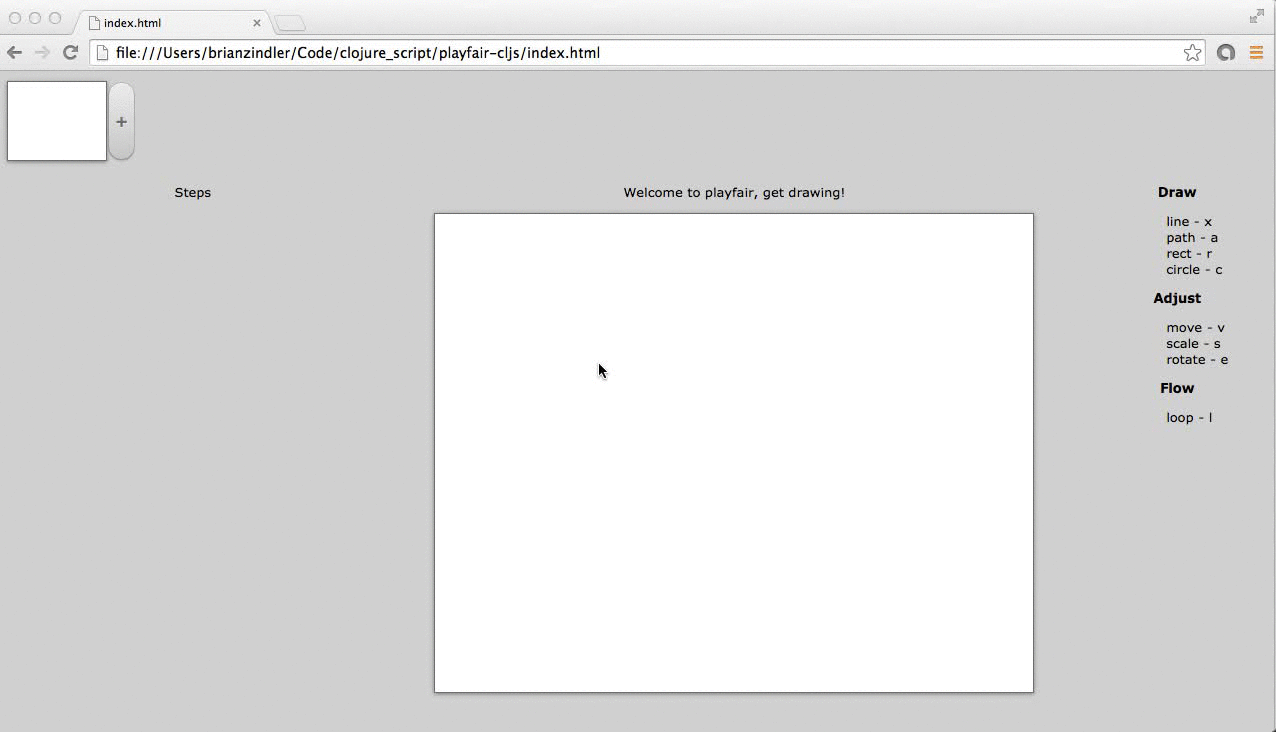 index.html
file:///Users/brianzindler/Code/clojure_script/playfair-cljs/index.html
+
Steps
Welcome to playfair, get drawing!
Draw
line - x
path - a
rect - r
circle - c
Adjust
move - v
scale - s
rotate - e
Flow
loop - l